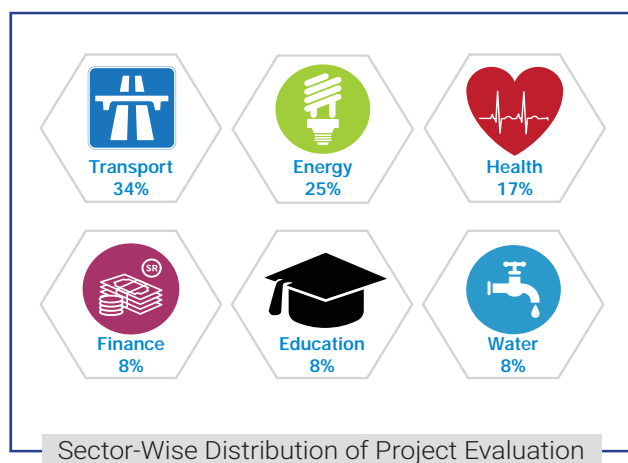 Transport
34%
Energy
25%
Health
17%
SR
Finance
8%
Education
8%
Water
8%
Sector-Wise Distribution of Project Evaluation